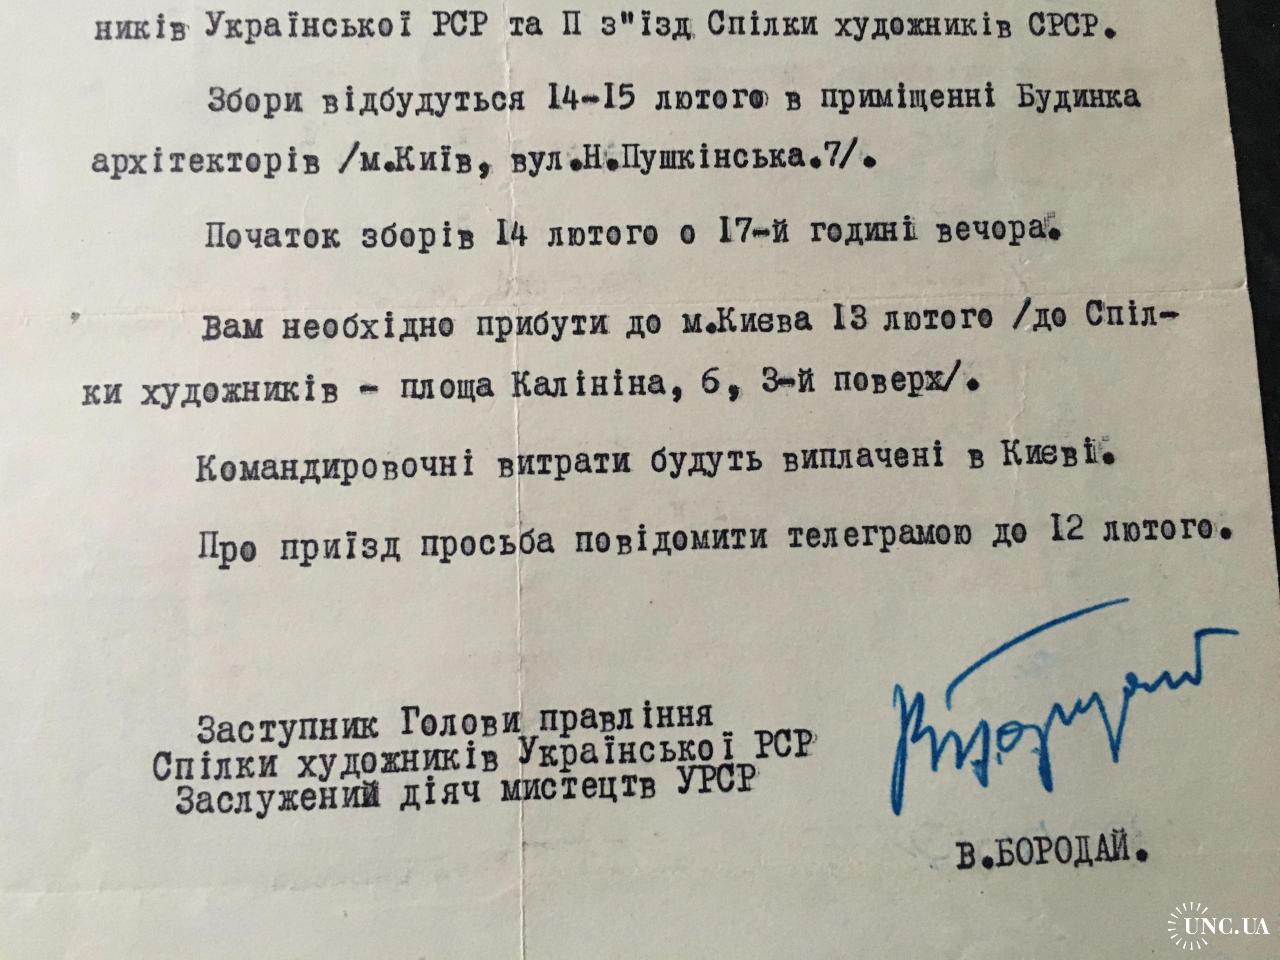 ників Української РСР та ІІ з"їзд Спілки художників СРСР.
Збори відбудуться 14-15 лютого в приміщенні Будинка
архітекторів /м.Київ, вул.Н.Пушкінська.7/.
Початок зборів 14 лютого о 17-й годині вечора.
Вам необхідно прибути до м.Києва 13 лютого /до Спіл-
ки художників - площа Калініна, 6, 3-й поверх/.
Командировочні витрати будуть виплачені в Києві.
Про приїзд просьба повідомити телеграмою до 12 лютого.
Заступник Голови правління
Спілки художників Української РСР
Заслужений діяч мистецтв УРСР
В.БОРОДАЙ.
UNC.UA